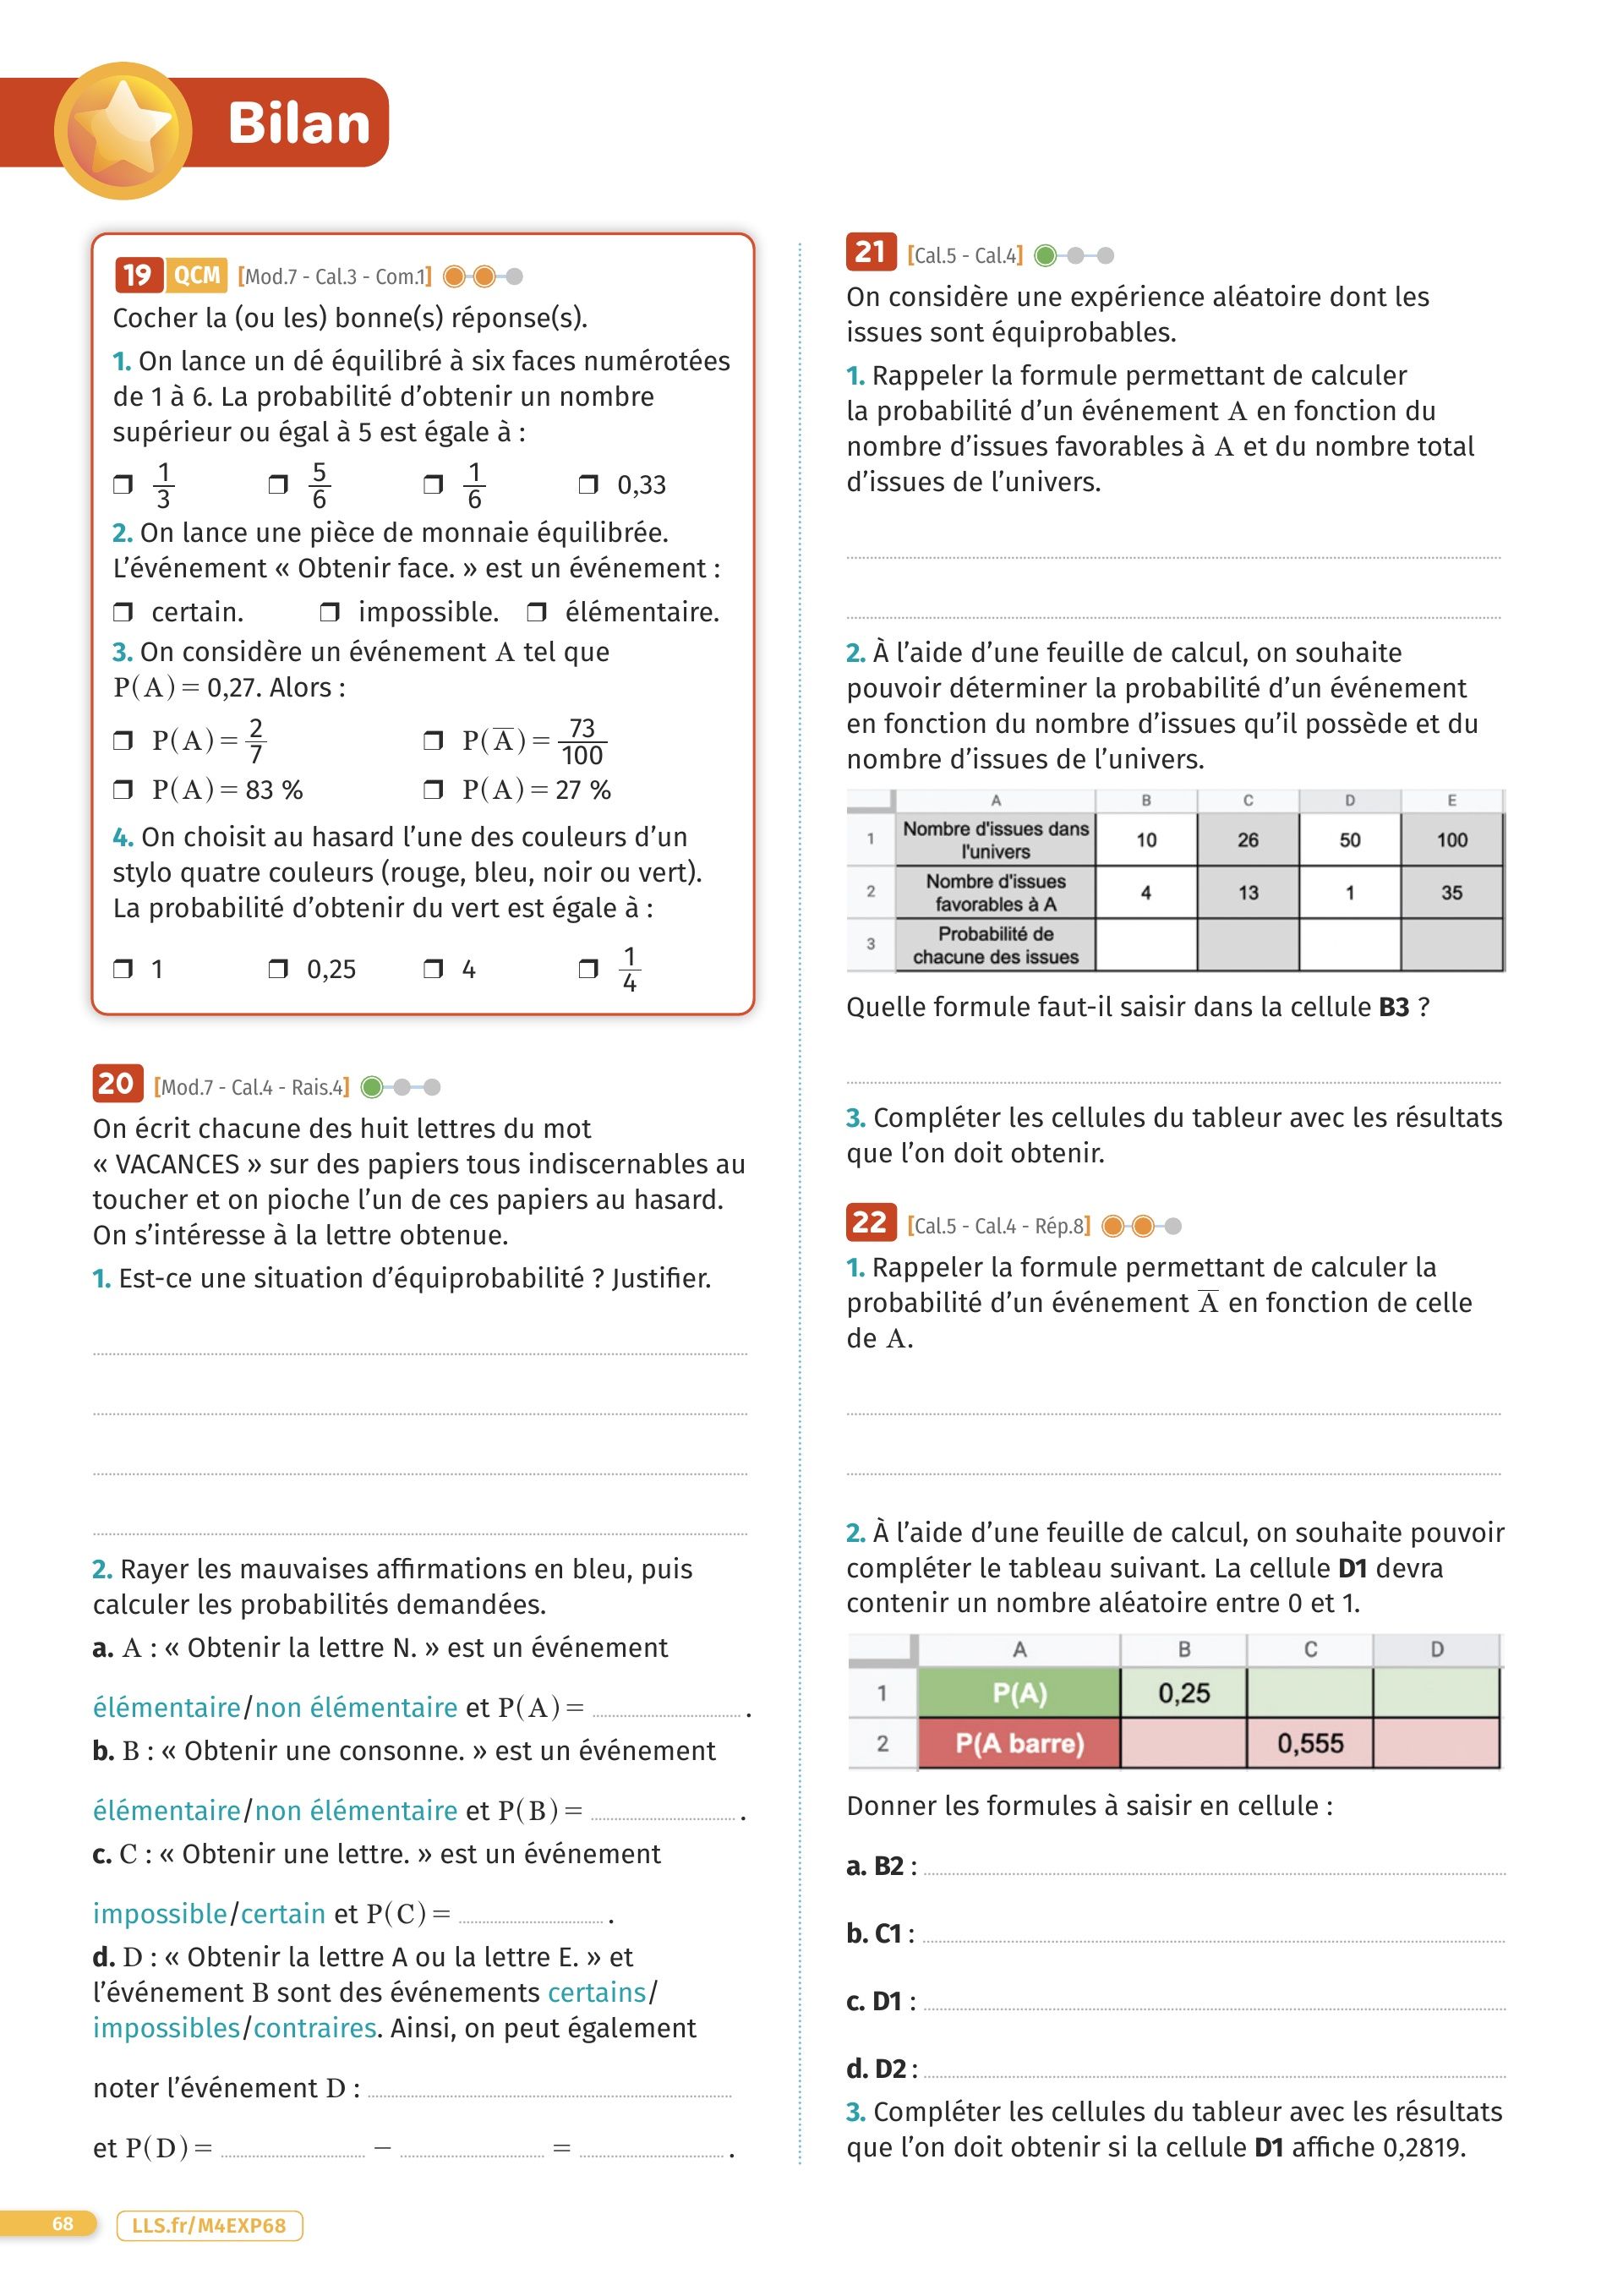 Bilan
19 QCM [Mod.7 - Cal.3 - Com.1]
Cocher la (ou les) bonne(s) réponse(s).
1. On lance un dé équilibré à six faces numérotées
de 1 à 6. La probabilité d’obtenir un nombre
supérieur ou égal à 5 est égale à :
❒ 1/3 ❒ 5/6 ❒ 1/6 ❒ 0,33
2. On lance une pièce de monnaie équilibrée.
L’événement « Obtenir face. » est un événement :
❒ certain. ❒ impossible. ❒ élémentaire.
3. On considère un événement A tel que
P(A) = 0,27. Alors :
❒ P(A) = 2/7 ❒ P(A̅) = 73/100
❒ P(A) = 83 % ❒ P(A) = 27 %
4. On choisit au hasard l’une des couleurs d’un
stylo quatre couleurs (rouge, bleu, noir ou vert).
La probabilité d’obtenir du vert est égale à :
❒ 1 ❒ 0,25 ❒ 4 ❒ 1/4
20 [Mod.7 - Cal.4 - Rais.4]
On écrit chacune des huit lettres du mot
« VACANCES » sur des papiers tous indiscernables au
toucher et on pioche l’un de ces papiers au hasard.
On s’intéresse à la lettre obtenue.
1. Est-ce une situation d’équiprobabilité ? Justifier.
2. Rayer les mauvaises affirmations en bleu, puis
calculer les probabilités demandées.
a. A : « Obtenir la lettre N. » est un événement
élémentaire/non élémentaire et P(A) = .
b. B : « Obtenir une consonne. » est un événement
élémentaire/non élémentaire et P(B) = .
c. C : « Obtenir une lettre. » est un événement
impossible/certain et P(C) = .
d. D : « Obtenir la lettre A ou la lettre E. » et
l’événement B sont des événements certains/
impossibles/contraires. Ainsi, on peut également
noter l’événement D :
et P(D) = − = .
21 [Cal.5 - Cal.4]
On considère une expérience aléatoire dont les
issues sont équiprobables.
1. Rappeler la formule permettant de calculer
la probabilité d’un événement A en fonction du
nombre d’issues favorables à A et du nombre total
d’issues de l’univers.
2. À l’aide d’une feuille de calcul, on souhaite
pouvoir déterminer la probabilité d’un événement
en fonction du nombre d’issues qu’il possède et du
nombre d’issues de l’univers.
A B C D E
1 Nombre d'issues dans l'univers 10 26 50 100
2 Nombre d'issues favorables à A 4 13 1 35
3 Probabilité de chacune des issues
Quelle formule faut-il saisir dans la cellule B3 ?
3. Compléter les cellules du tableur avec les résultats
que l’on doit obtenir.
22 [Cal.5 - Cal.4 - Rép.8]
1. Rappeler la formule permettant de calculer la
probabilité d’un événement A̅ en fonction de celle
de A.
2. À l’aide d’une feuille de calcul, on souhaite pouvoir
compléter le tableau suivant. La cellule D1 devra
contenir un nombre aléatoire entre 0 et 1.
A B C D
1 P(A) 0,25
2 P(A barre) 0,555
Donner les formules à saisir en cellule :
a. B2 :
b. C1 :
c. D1 :
d. D2 :
3. Compléter les cellules du tableur avec les résultats
que l’on doit obtenir si la cellule D1 affiche 0,2819.
68 LLS.fr/M4EXP68